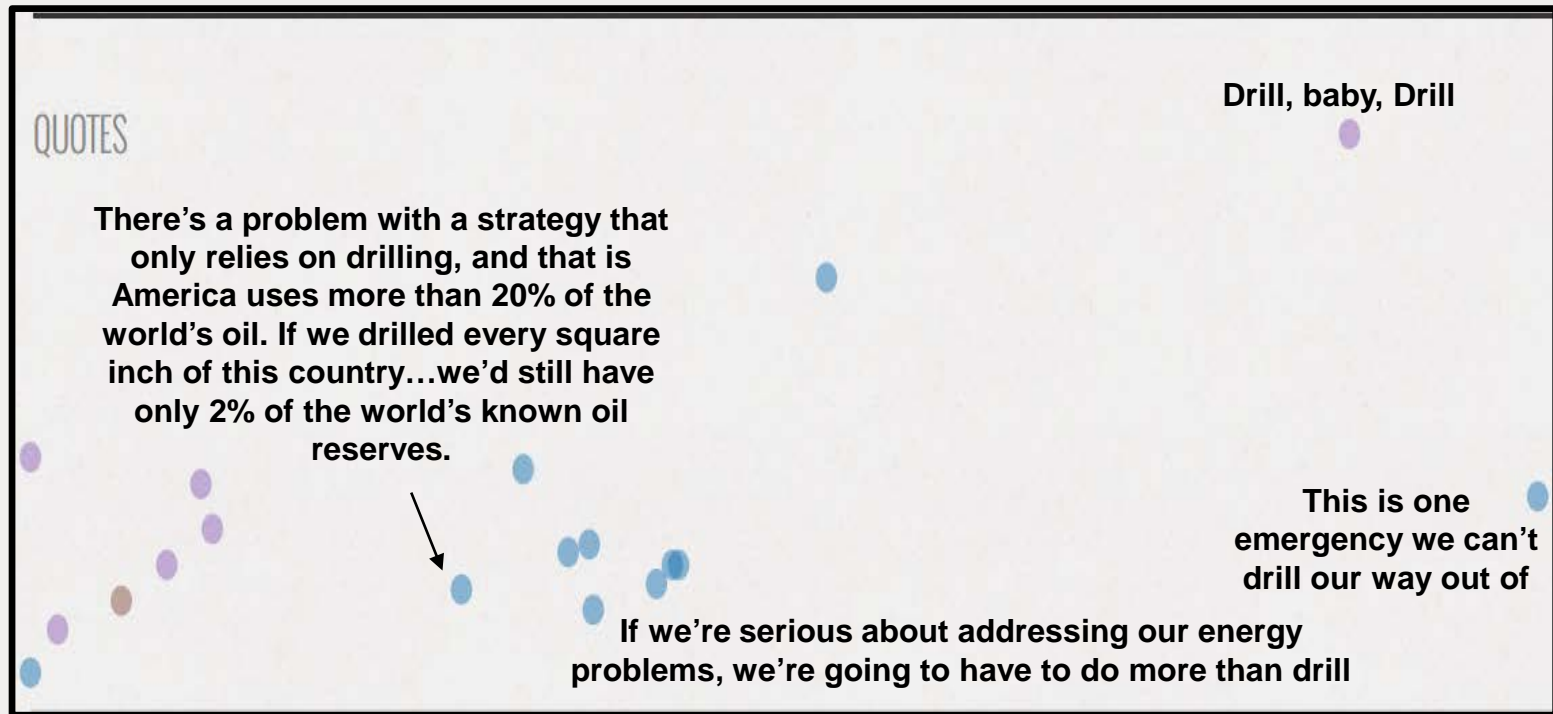 Drill, baby, Drill
QUOTES
There’s a problem with a strategy that
only relies on drilling, and that is
America uses more than 20% of the
world’s oil. If we drilled every square
inch of this country…we’d still have
only 2% of the world’s known oil
reserves.
This is one
emergency we can’t
drill our way out of
If we’re serious about addressing our energy
problems, we’re going to have to do more than drill